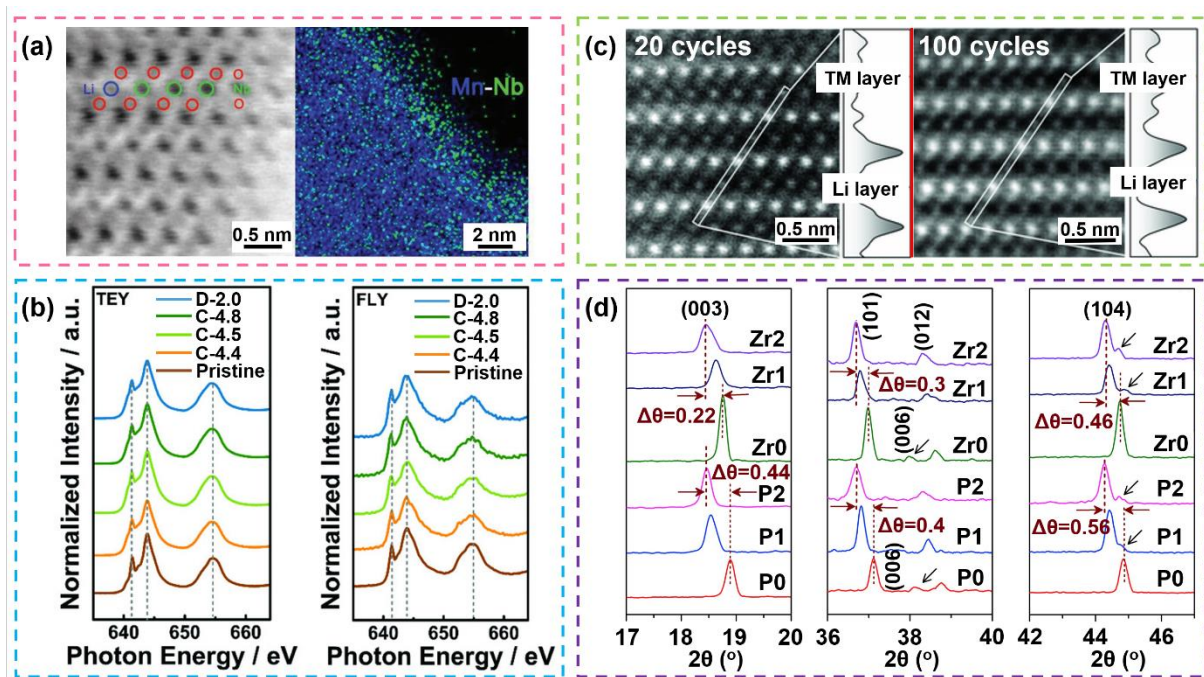 (a)
Li
Nb
0.5 nm
Mn-Nb
2 nm
(c)
20 cycles
0.5 nm
TM layer
Li layer
100 cycles
0.5 nm
TM layer
Li layer
(b)
TEY
D-2.0
C-4.8
C-4.5
C-4.4
Pristine
Normalized Intensity / a.u.
640 650 660
Photon Energy / eV
FLY
D-2.0
C-4.8
C-4.5
C-4.4
Pristine
Normalized Intensity / a.u.
640 650 660
Photon Energy / eV
(d)
(003)
Zr2
Zr1
Δθ=0.22
Zr0
Δθ=0.44
P2
P1
P0
17 18 19 20
2θ (°)
(101)
(012)
Zr2
Δθ=0.3
Zr1
(006)
Zr0
P2
Δθ=0.4
P1
(006)
P0
36 38 40
2θ (°)
(104)
Zr2
Zr1
Δθ=0.46
Zr0
P2
Δθ=0.56
P1
P0
42 44 46
2θ (°)